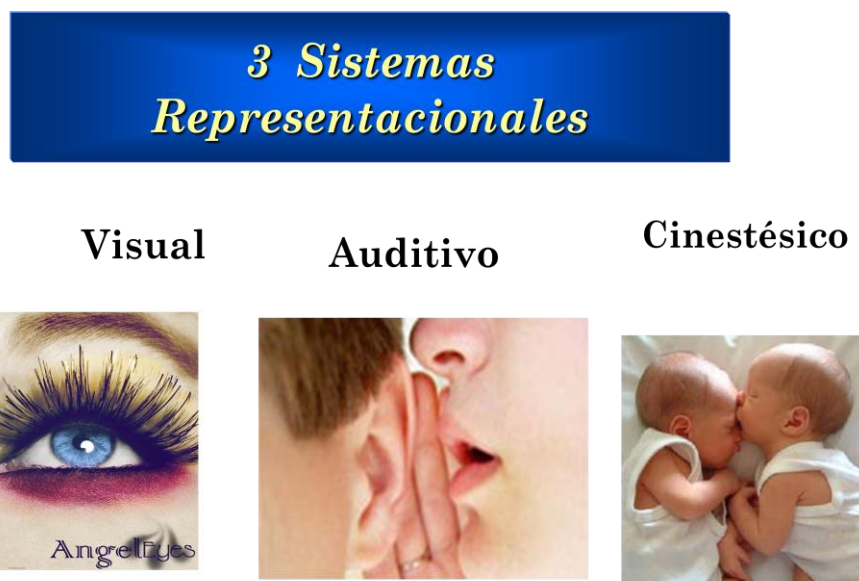 3 Sistemas
Representacionales
Visual
Auditivo
Cinestésico
AngelEyes